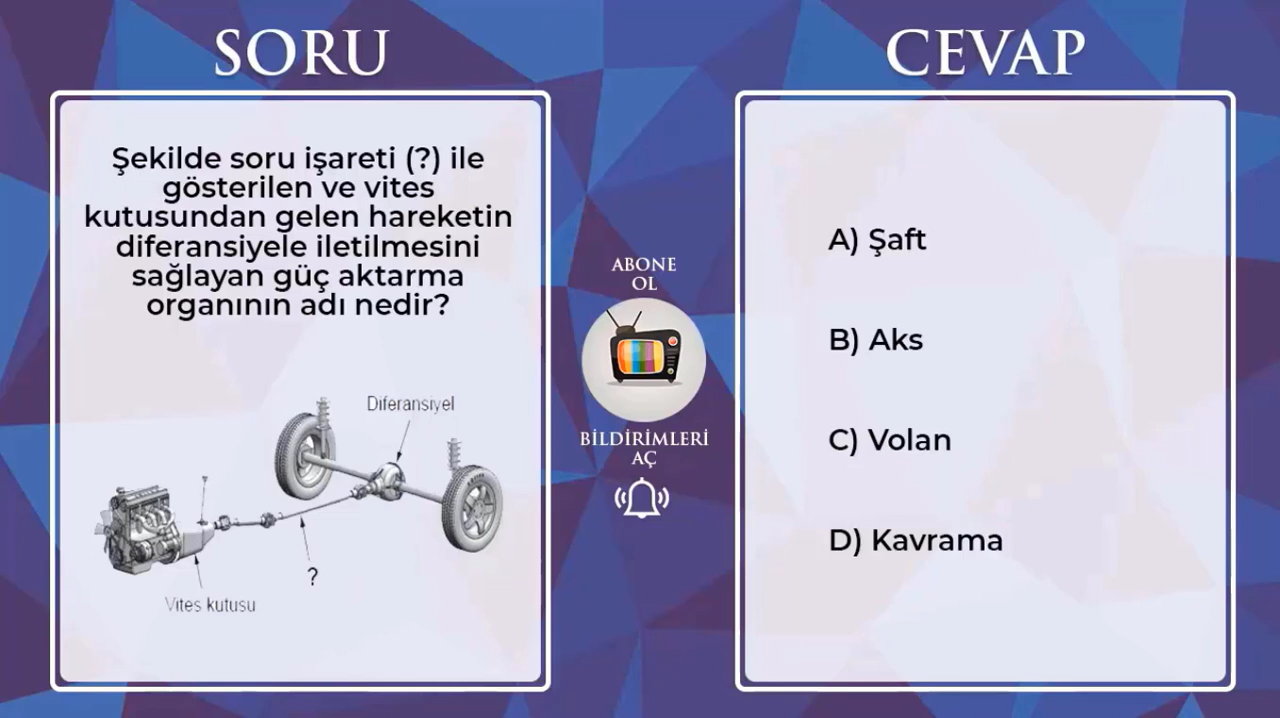 SORU
Şekilde soru işareti (?) ile
gösterilen ve vites
kutusundan gelen hareketin
diferansiyele iletilmesini
sağlayan güç aktarma
organının adı nedir?
Diferansiyel
?
Vites kutusu
ABONE
OL
BİLDİRİMLERİ
AÇ
CEVAP
A) Şaft
B) Aks
C) Volan
D) Kavrama